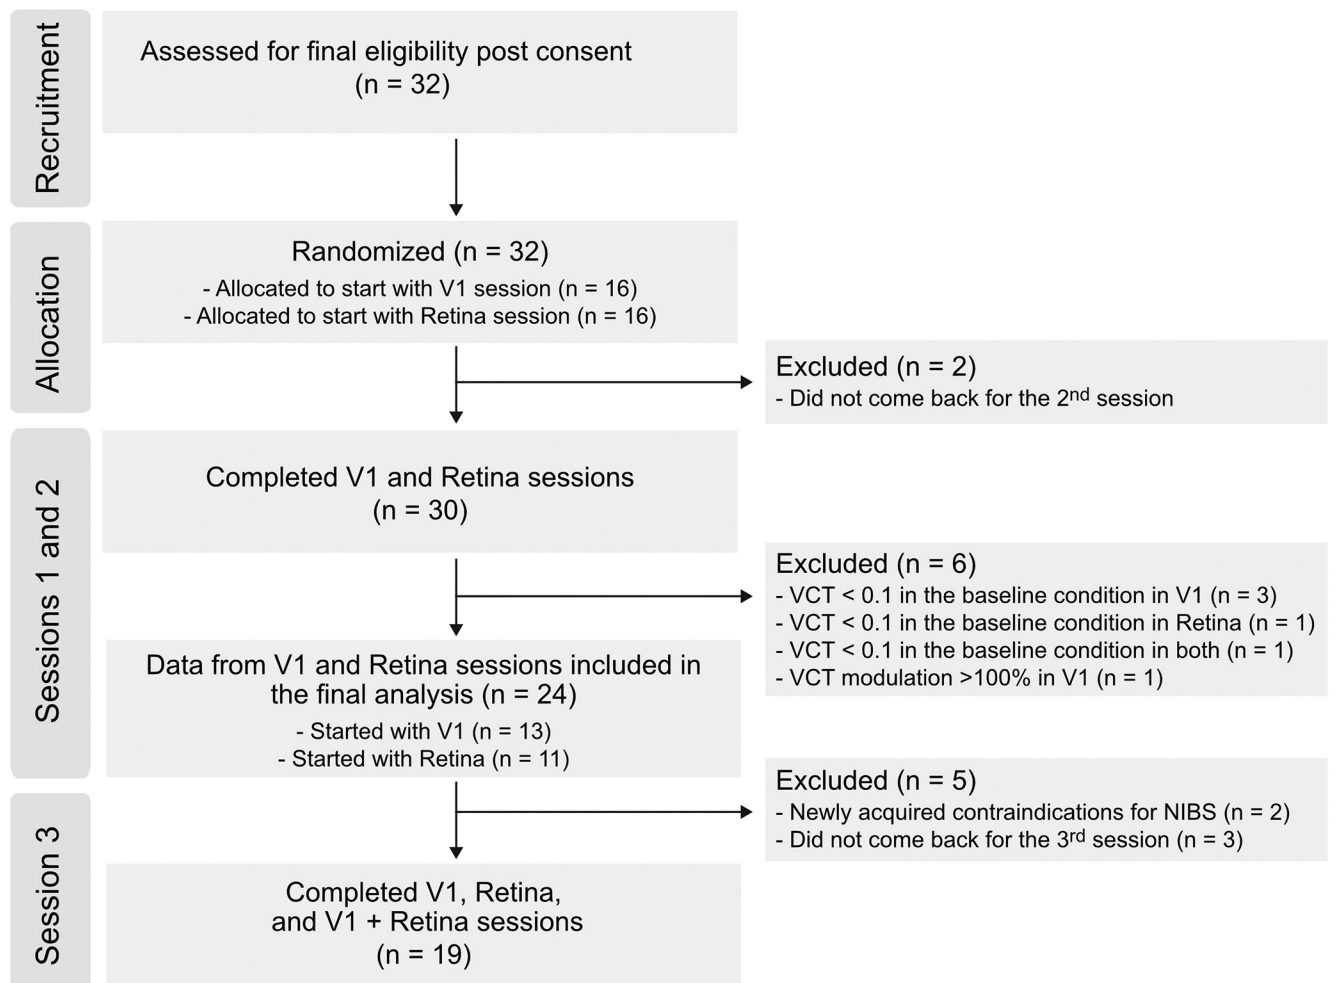 Recruitment
Assessed for final eligibility post consent
(n = 32)
Allocation
Randomized (n = 32)
- Allocated to start with V1 session (n = 16)
- Allocated to start with Retina session (n = 16)
Excluded (n = 2)
- Did not come back for the 2nd session
Sessions 1 and 2
Completed V1 and Retina sessions
(n = 30)
Excluded (n = 6)
- VCT < 0.1 in the baseline condition in V1 (n = 3)
- VCT < 0.1 in the baseline condition in Retina (n = 1)
- VCT < 0.1 in the baseline condition in both (n = 1)
- VCT modulation >100% in V1 (n = 1)
Data from V1 and Retina sessions included in
the final analysis (n = 24)
- Started with V1 (n = 13)
- Started with Retina (n = 11)
Excluded (n = 5)
- Newly acquired contraindications for NIBS (n = 2)
- Did not come back for the 3rd session (n = 3)
Session 3
Completed V1, Retina,
and V1 + Retina sessions
(n = 19)